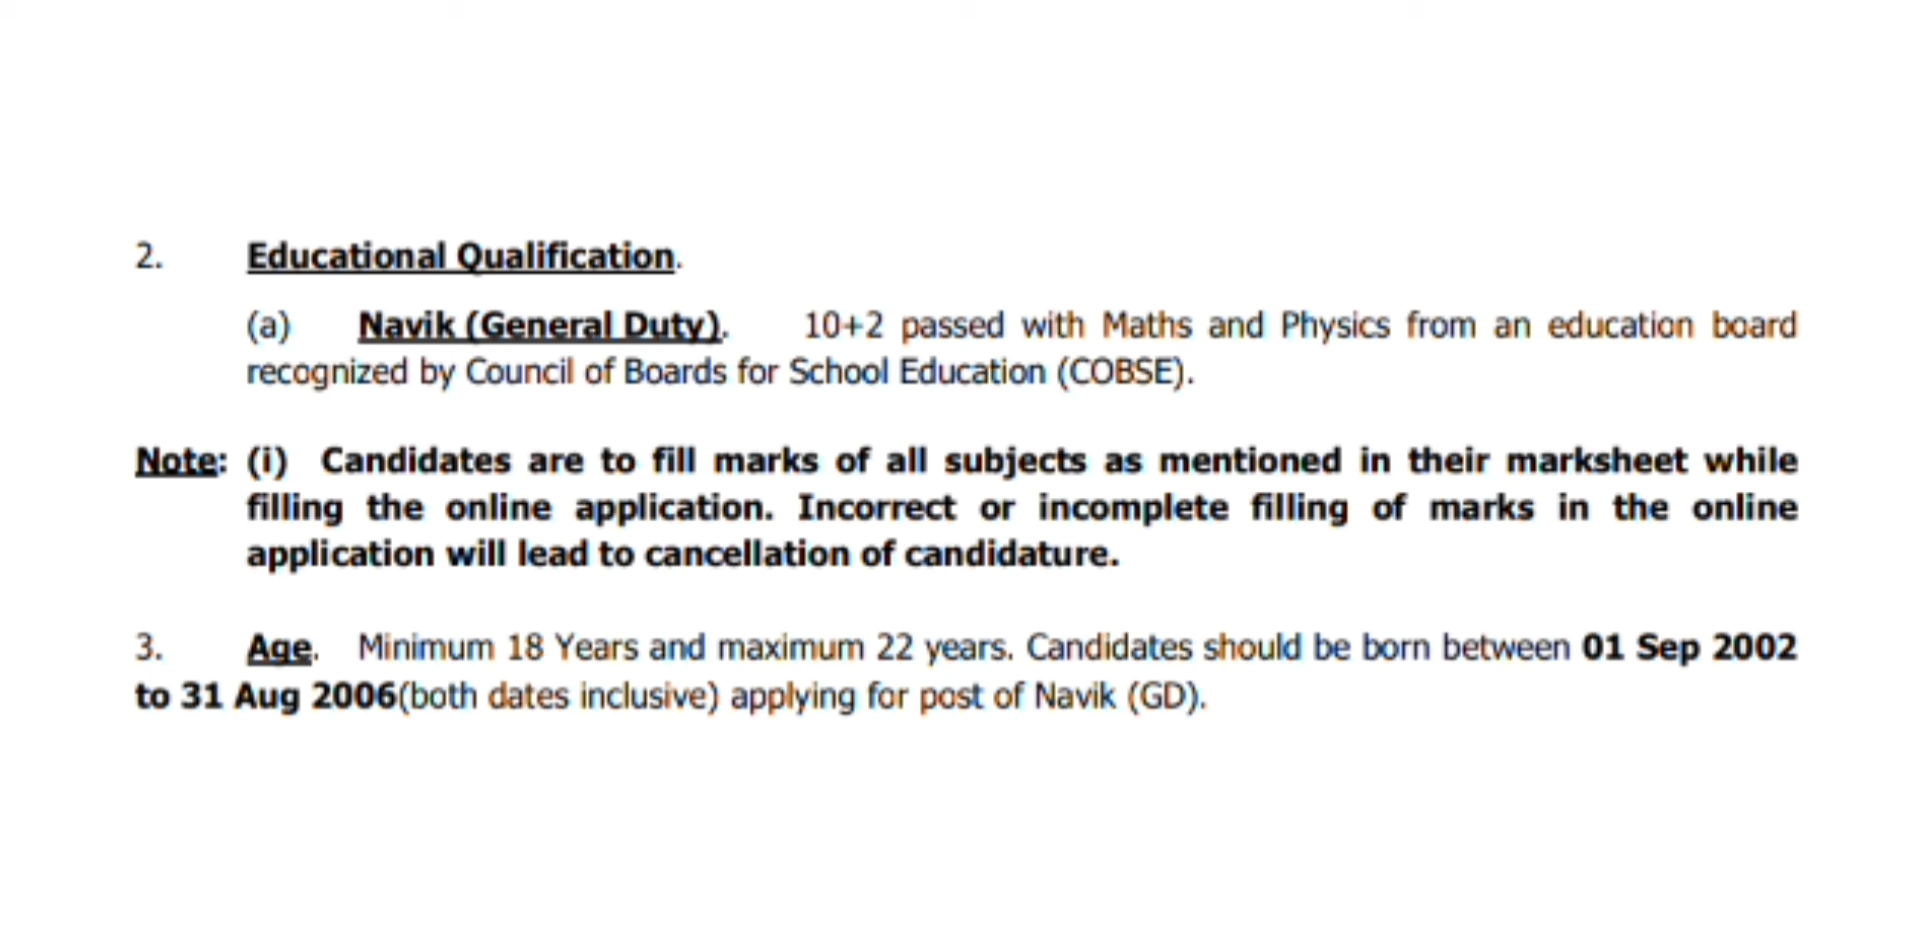 2. Educational Qualification.
(a) Navik (General Duty). 10+2 passed with Maths and Physics from an education board
recognized by Council of Boards for School Education (COBSE).
Note: (i) Candidates are to fill marks of all subjects as mentioned in their marksheet while
filling the online application. Incorrect or incomplete filling of marks in the online
application will lead to cancellation of candidature.
3. Age. Minimum 18 Years and maximum 22 years. Candidates should be born between 01 Sep 2002
to 31 Aug 2006(both dates inclusive) applying for post of Navik (GD).